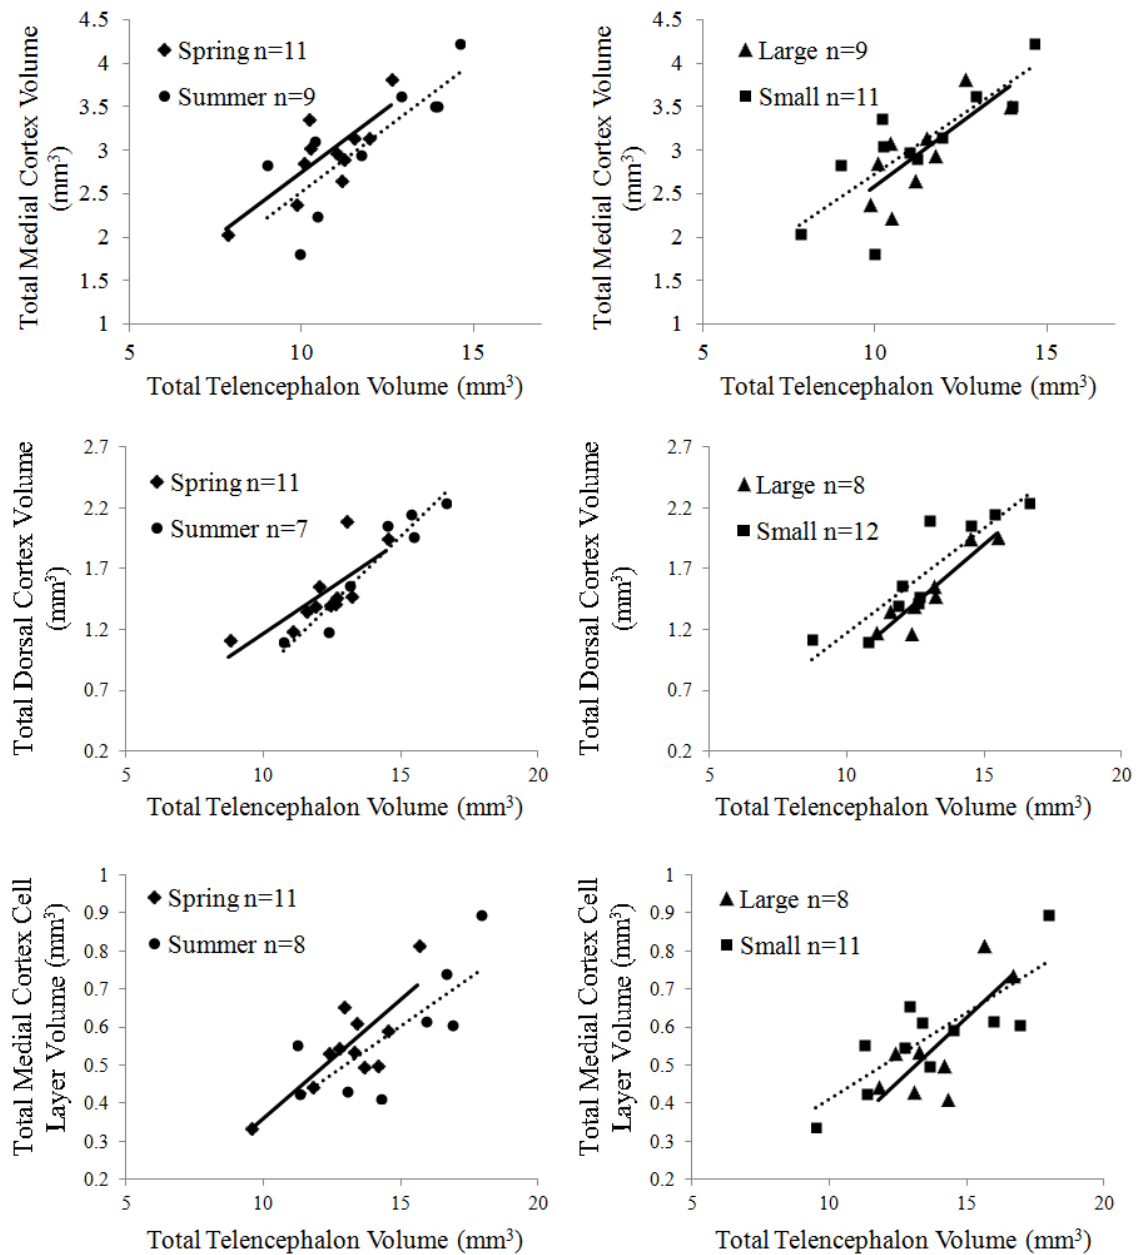 Total Medial Cortex Volume
(mm³)
4.5
4
3.5
3
2.5
2
1.5
1
Spring n=11
Summer n=9
5
10
15
Total Telencephalon Volume (mm³)
Total Medial Cortex Volume
(mm³)
4.5
4
3.5
3
2.5
2
1.5
1
Large n=9
Small n=11
5
10
15
Total Telencephalon Volume (mm³)
Total Dorsal Cortex Volume
(mm³)
2.7
2.2
1.7
1.2
0.7
0.2
Spring n=11
Summer n=7
5
10
15
20
Total Telencephalon Volume (mm³)
Total Dorsal Cortex Volume
(mm³)
2.7
2.2
1.7
1.2
0.7
0.2
Large n=8
Small n=12
5
10
15
20
Total Telencephalon Volume (mm³)
Total Medial Cortex Cell
Layer Volume (mm³)
1
0.9
0.8
0.7
0.6
0.5
0.4
0.3
0.2
Spring n=11
Summer n=8
5
10
15
20
Total Telencephalon Volume (mm³)
Total Medial Cortex Cell
Layer Volume (mm³)
1
0.9
0.8
0.7
0.6
0.5
0.4
0.3
0.2
Large n=8
Small n=11
5
10
15
20
Total Telencephalon Volume (mm³)